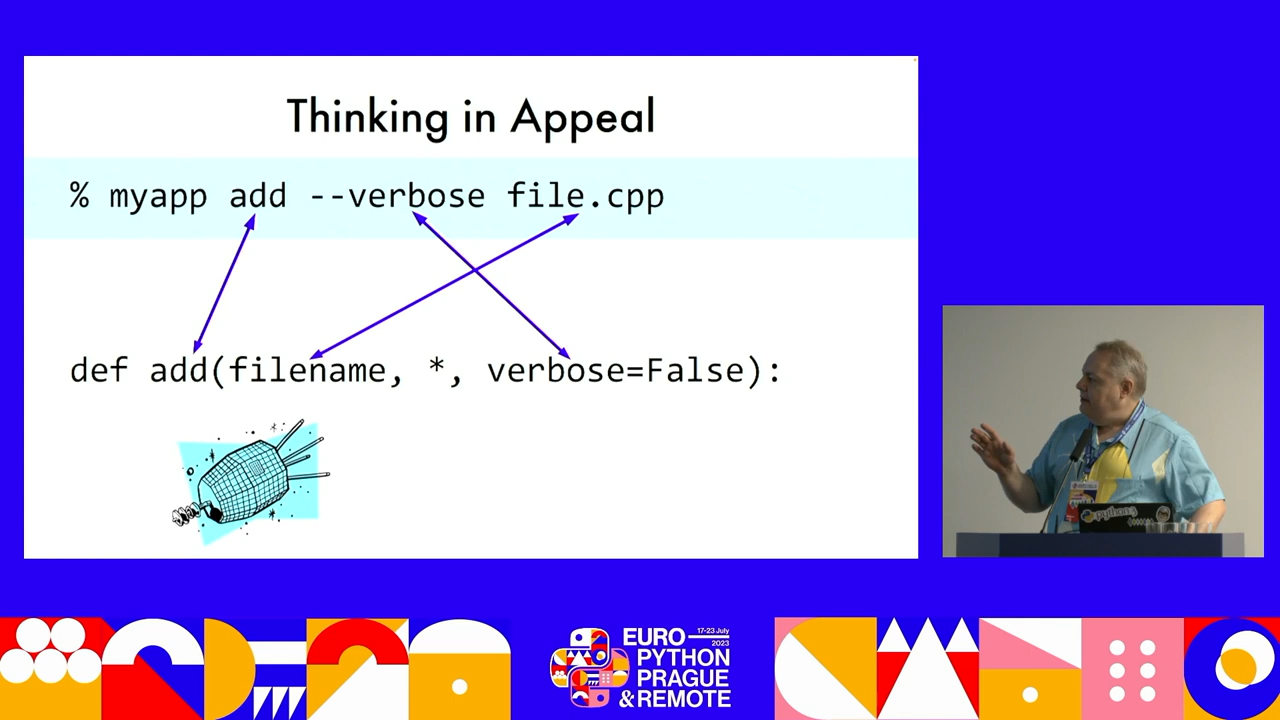 Thinking in Appeal
% myapp add --verbose file.cpp
def add(filename, *, verbose=False):
python
17-23 July
2023
EURO
PYTHON
PRAGUE
& REMOTE